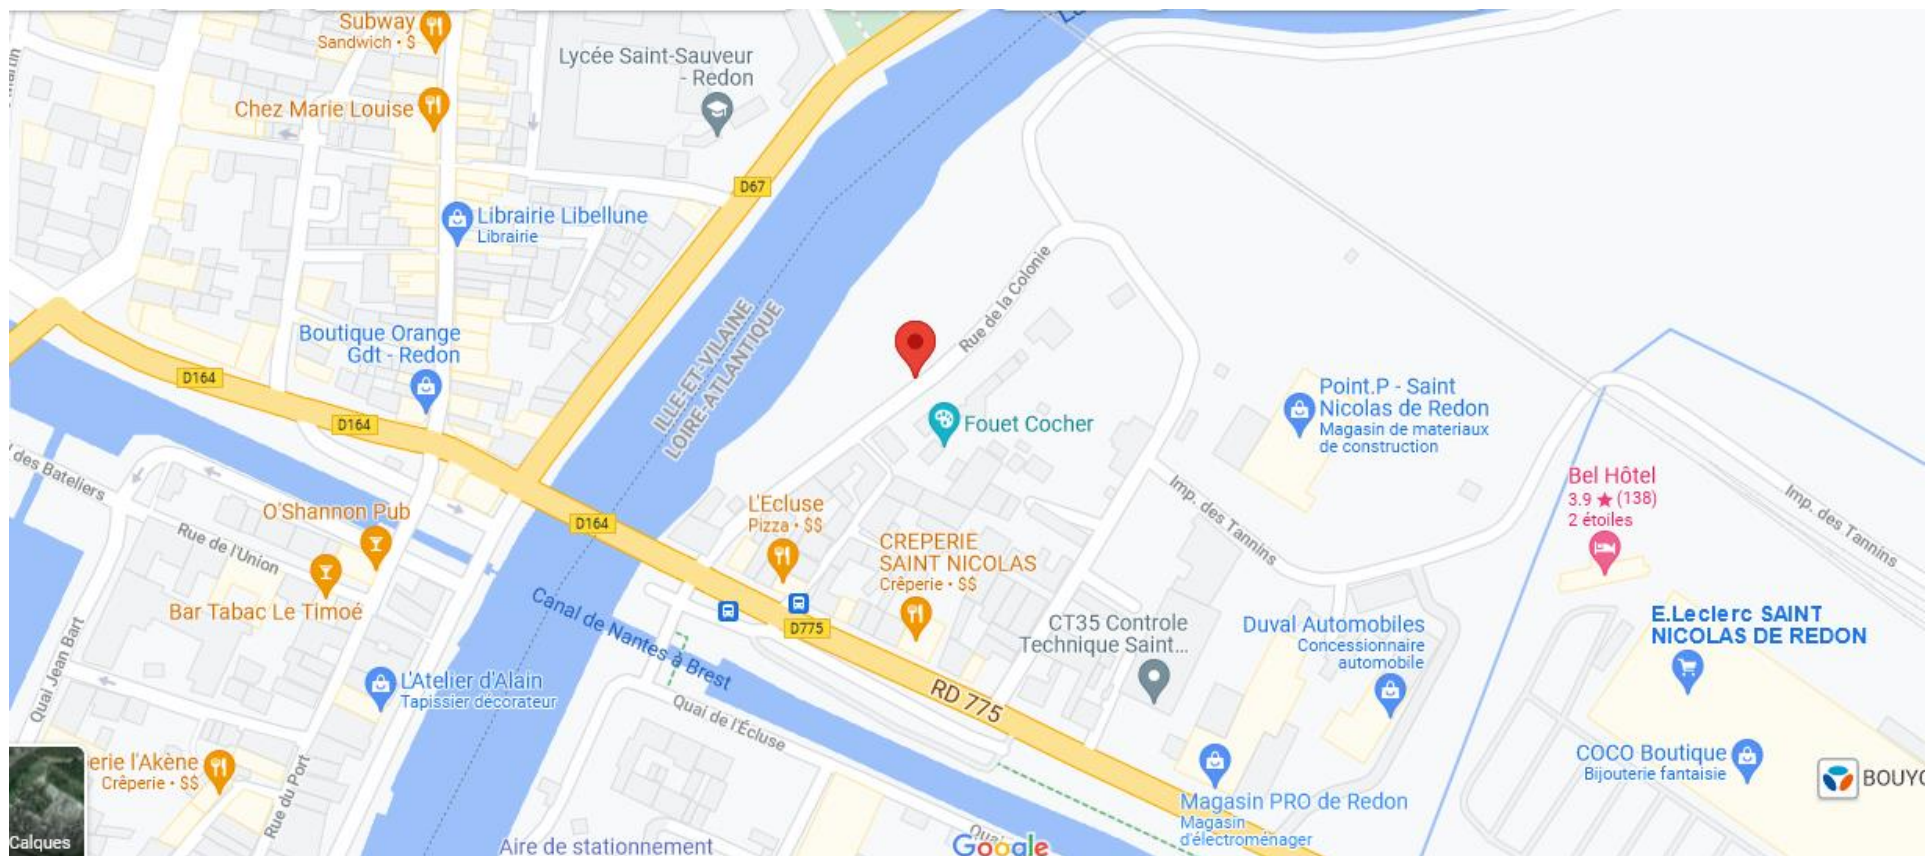 Subway
Sandwich • $
Lycée Saint-Sauveur
- Redon
Chez Marie Louise
D67
Librairie Libellune
Librairie
Rue de la Colonie
ILLE-ET-VILAINE
LOIRE-ATLANTIQUE
Boutique Orange
Gdt - Redon
D164
D164
Fouet Cocher
Point.P - Saint
Nicolas de Redon
Magasin de materiaux
de construction
des Bateliers
O'Shannon Pub
Rue de l'Union
Bar Tabac Le Timoé
D164
L'Ecluse
Pizza • $$
CREPERIE
SAINT NICOLAS
Crêperie • $$
Imp. des Tannins
Bel Hôtel
3.9 ★ (138)
2 étoiles
Imp. des Tannins
D775
Canal de Nantes à Brest
CT35 Controle
Technique Saint...
Duval Automobiles
Concessionnaire
automobile
E.Leclerc SAINT
NICOLAS DE REDON
Quai Jean Bart
L'Atelier d'Alain
Tapissier décorateur
RD 775
Quai de l'Écluse
erie l'Akène
Crêperie • $$
Rue du Port
COCO Boutique
Bijouterie fantaisie
BOUYG
Magasin PRO de Redon
Magasin
d'électroménager
Calques
Aire de stationnement
Google